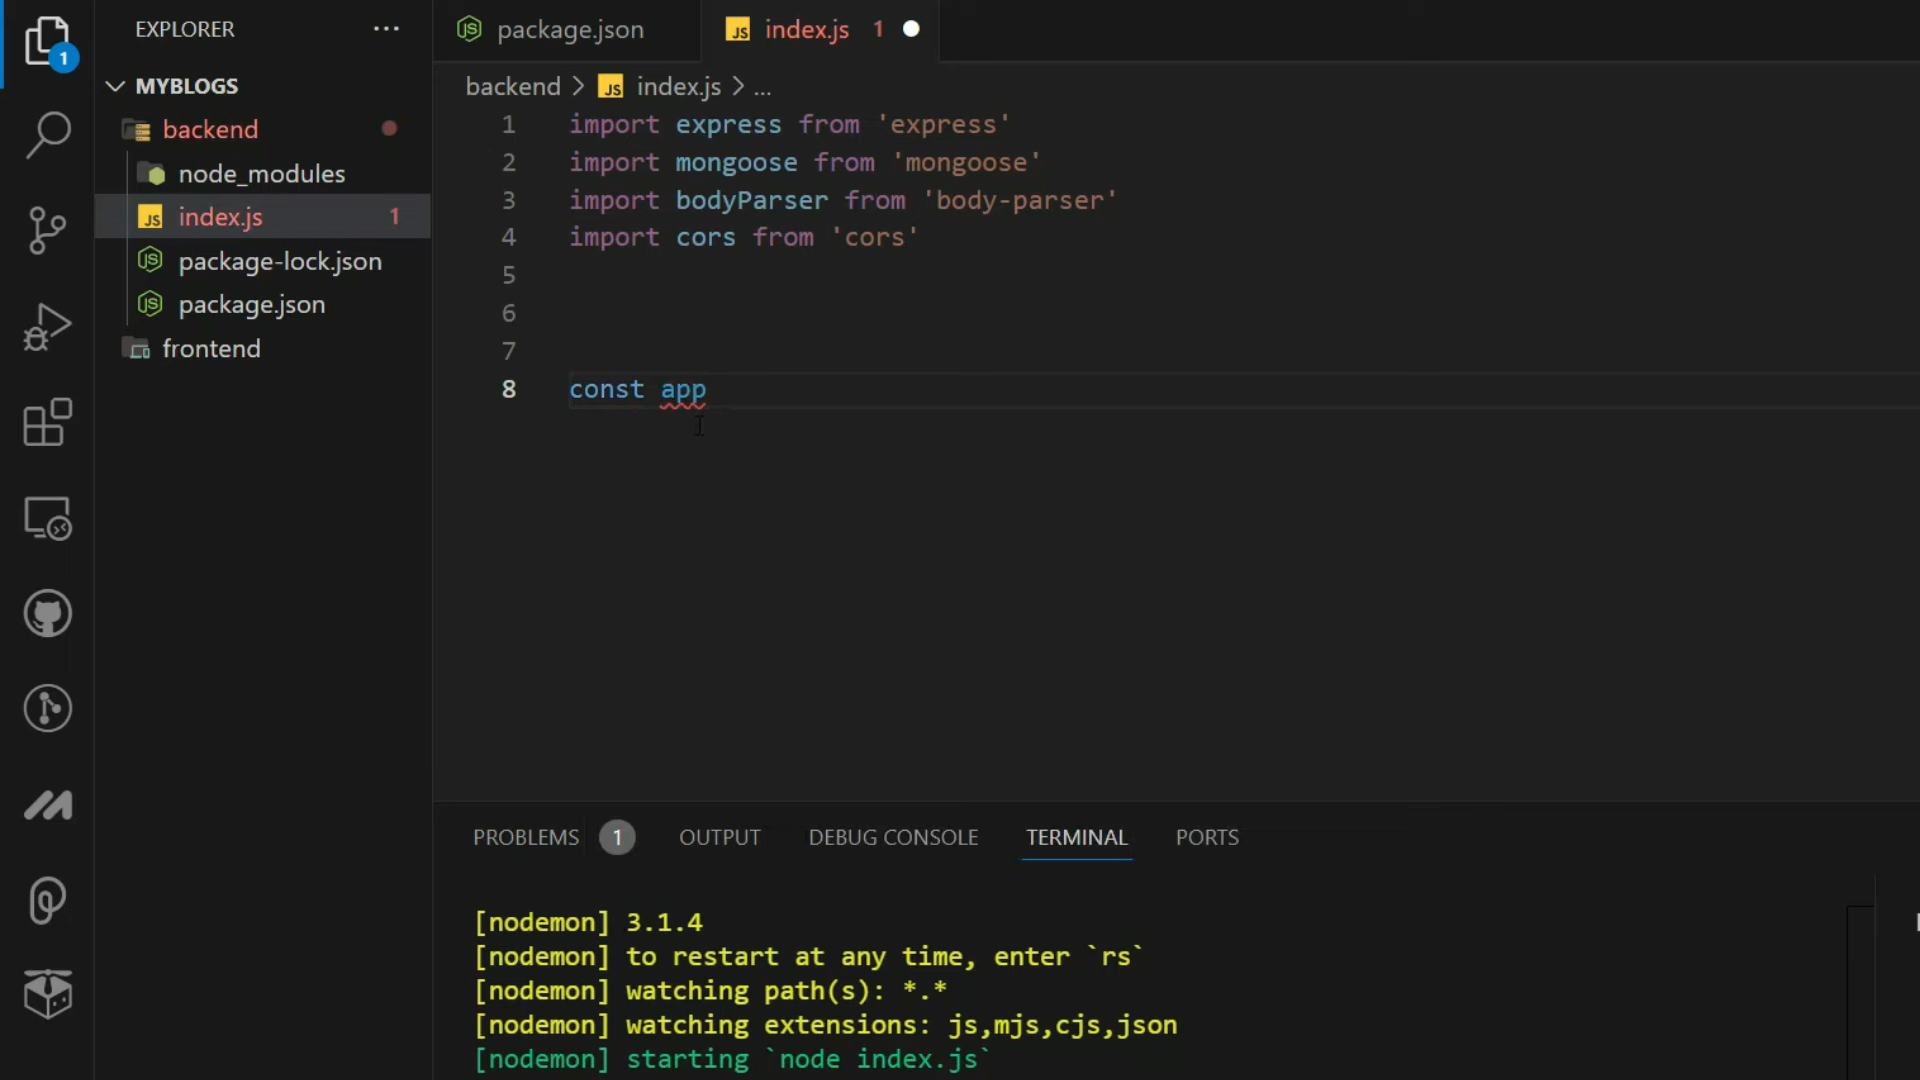 EXPLORER ...
package.json
index.js 1
1
MYBLOGS
backend > JS index.js > ...
backend
node_modules
JS index.js 1
package-lock.json
package.json
frontend
1 import express from 'express'
2 import mongoose from 'mongoose'
3 import bodyParser from 'body-parser'
4 import cors from 'cors'
5
6
7
8 const app
PROBLEMS 1 OUTPUT DEBUG CONSOLE TERMINAL PORTS
[nodemon] 3.1.4
[nodemon] to restart at any time, enter `rs`
[nodemon] watching path(s): *.*
[nodemon] watching extensions: js,mjs,cjs,json
[nodemon] starting `node index.js`